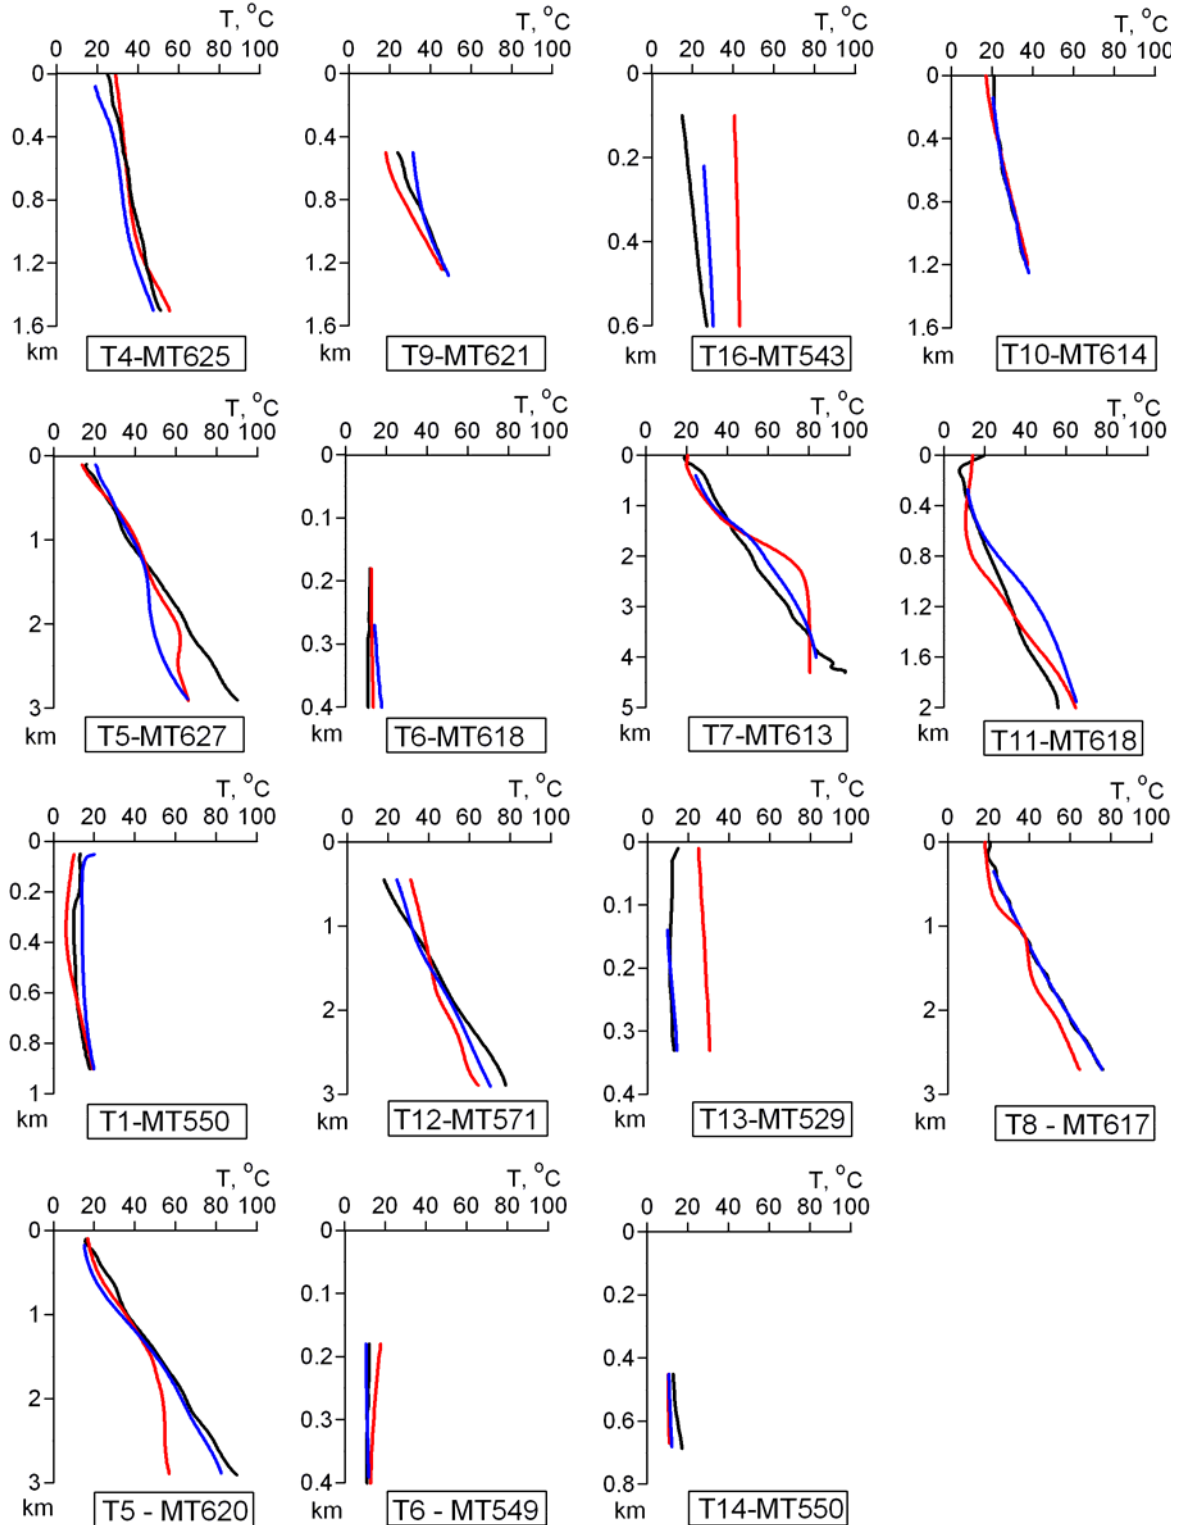 T, °C T, °C T, °C T, °C
0 20 40 60 80 100 0 20 40 60 80 100 0 20 40 60 80 100 0 20 40 60 80 100
0 0 0 0
0.4 0.4 0.2 0.4
0.8 0.8 0.4 0.8
1.2 1.2 1.2
1.6 1.6 0.6 1.6
km T4-MT625 km T9-MT621 km T16-MT543 km T10-MT614
T, °C T, °C T, °C T, °C
0 20 40 60 80 100 0 20 40 60 80 100 0 20 40 60 80 100 0 20 40 60 80 100
0 0 0 0
1 0.1 1 0.4
2 0.2 2 0.8
0.3 3 1.2
4 1.6
3 0.4 5 2
km T5-MT627 km T6-MT618 km T7-MT613 km T11-MT618
T, °C T, °C T, °C T, °C
0 20 40 60 80 100 0 20 40 60 80 100 0 20 40 60 80 100 0 20 40 60 80 100
0 0 0 0
0.2 1 0.1 1
0.4 2 0.2 2
0.6 0.3
0.8
1 3 0.4 3
km T1-MT550 km T12-MT571 km T13-MT529 km T8 - MT617
T, °C T, °C T, °C
0 20 40 60 80 100 0 20 40 60 80 100 0 20 40 60 80 100
0 0 0
1 0.1 0.2
2 0.2 0.4
0.3 0.6
3 0.4 0.8
km T5 - MT620 km T6 - MT549 km T14-MT550